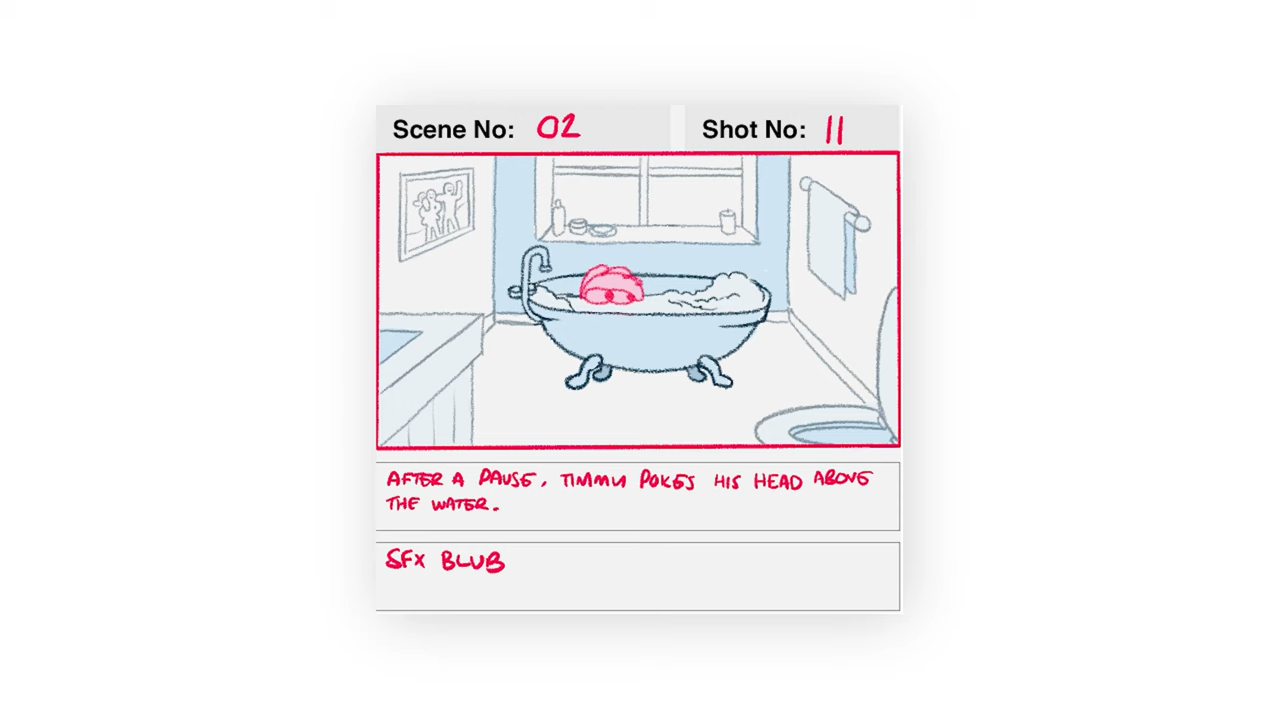 Scene No: 02
Shot No: 11
AFTER A PAUSE, TIMMY POKES HIS HEAD ABOVE
THE WATER.
SFX BLUB